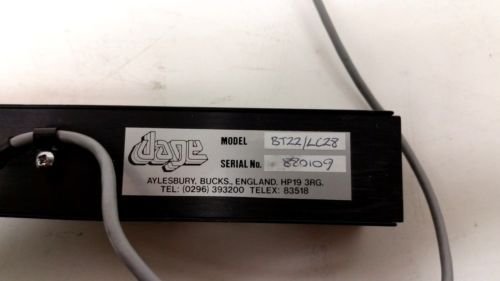 dage
MODEL BT22/LC28
SERIAL No. 880109
AYLESBURY, BUCKS., ENGLAND. HP19 3RG.
TEL: (0296) 393200 TELEX: 83518